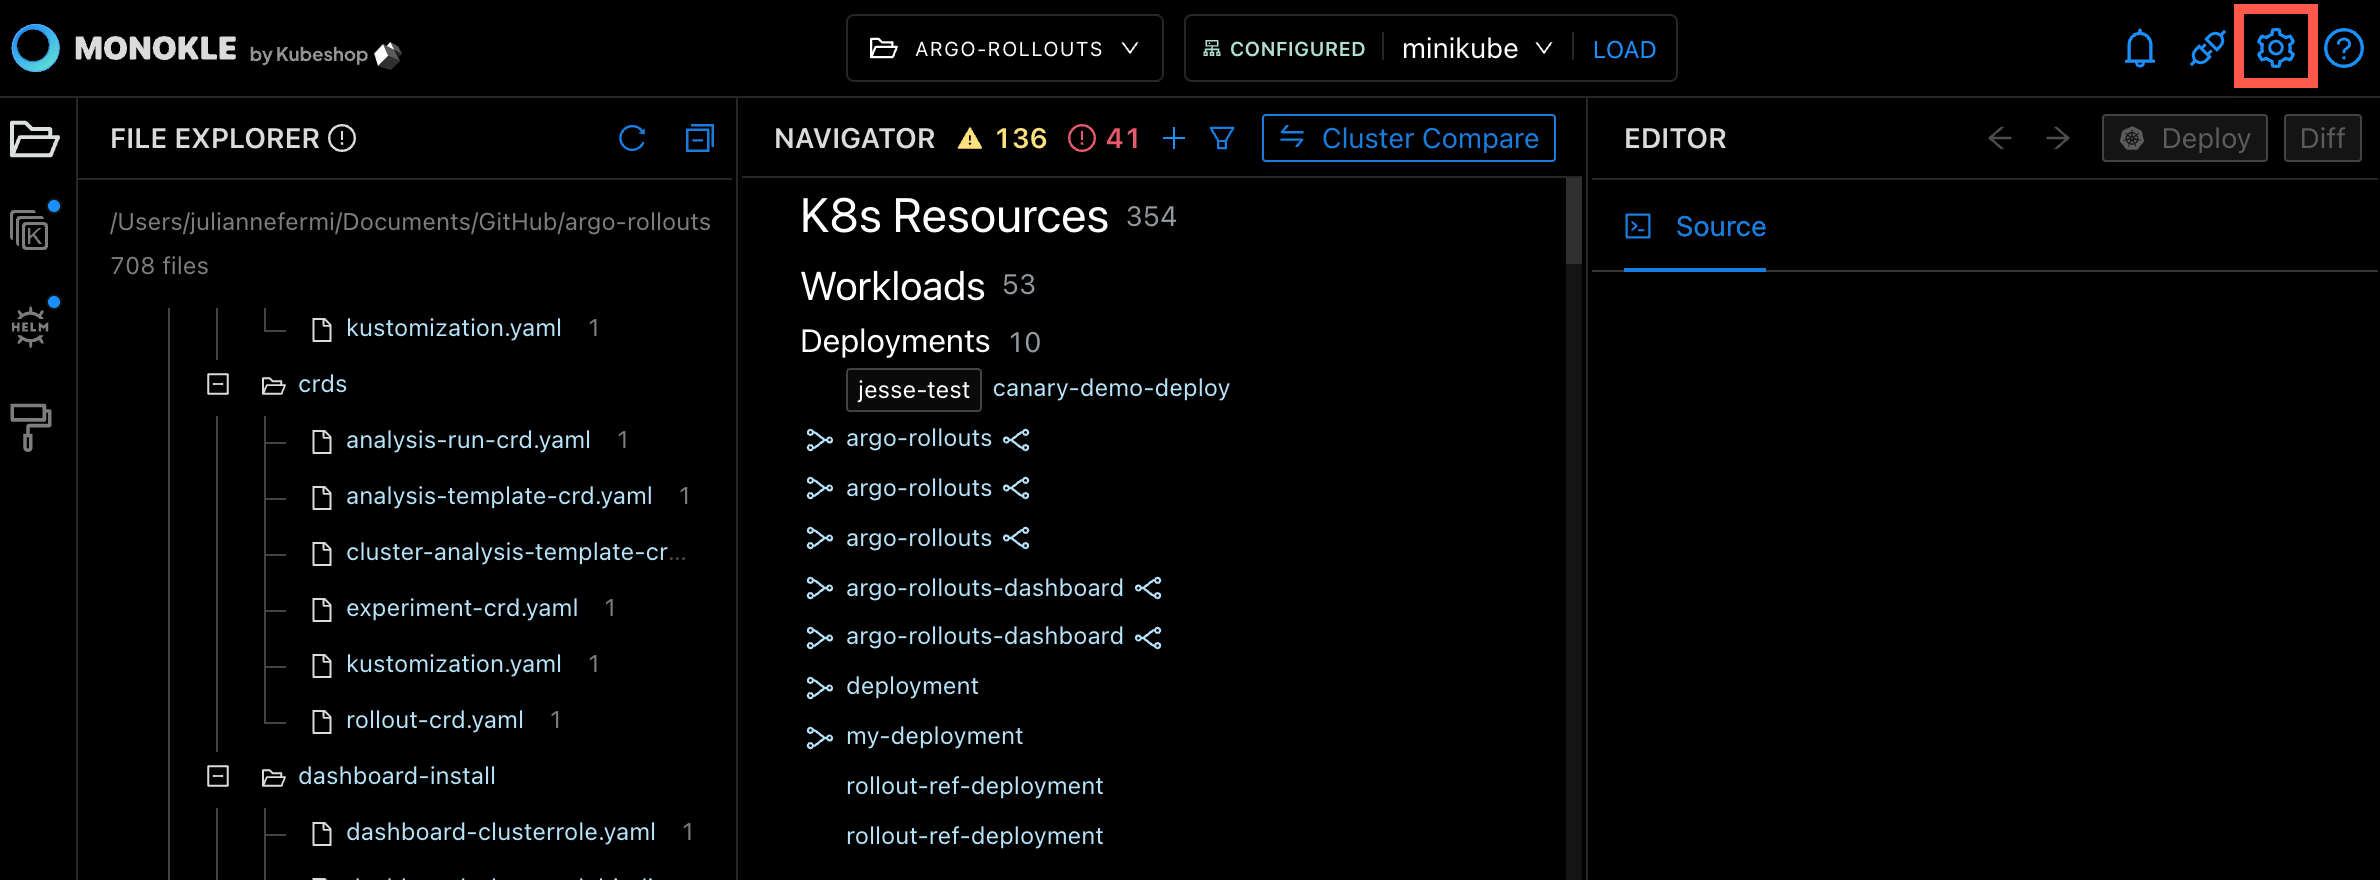 MONOKLE by Kubeshop
ARGO-ROLLOUTS
CONFIGURED minikube LOAD
FILE EXPLORER
/Users/juliannefermi/Documents/GitHub/argo-rollouts
708 files
kustomization.yaml 1
crds
analysis-run-crd.yaml 1
analysis-template-crd.yaml 1
cluster-analysis-template-cr...
experiment-crd.yaml 1
kustomization.yaml 1
rollout-crd.yaml 1
dashboard-install
dashboard-clusterrole.yaml 1
K
HELM
NAVIGATOR 136 41 + Cluster Compare
K8s Resources 354
Workloads 53
Deployments 10
jesse-test canary-demo-deploy
argo-rollouts
argo-rollouts
argo-rollouts
argo-rollouts-dashboard
argo-rollouts-dashboard
deployment
my-deployment
rollout-ref-deployment
rollout-ref-deployment
EDITOR
Deploy Diff
Source